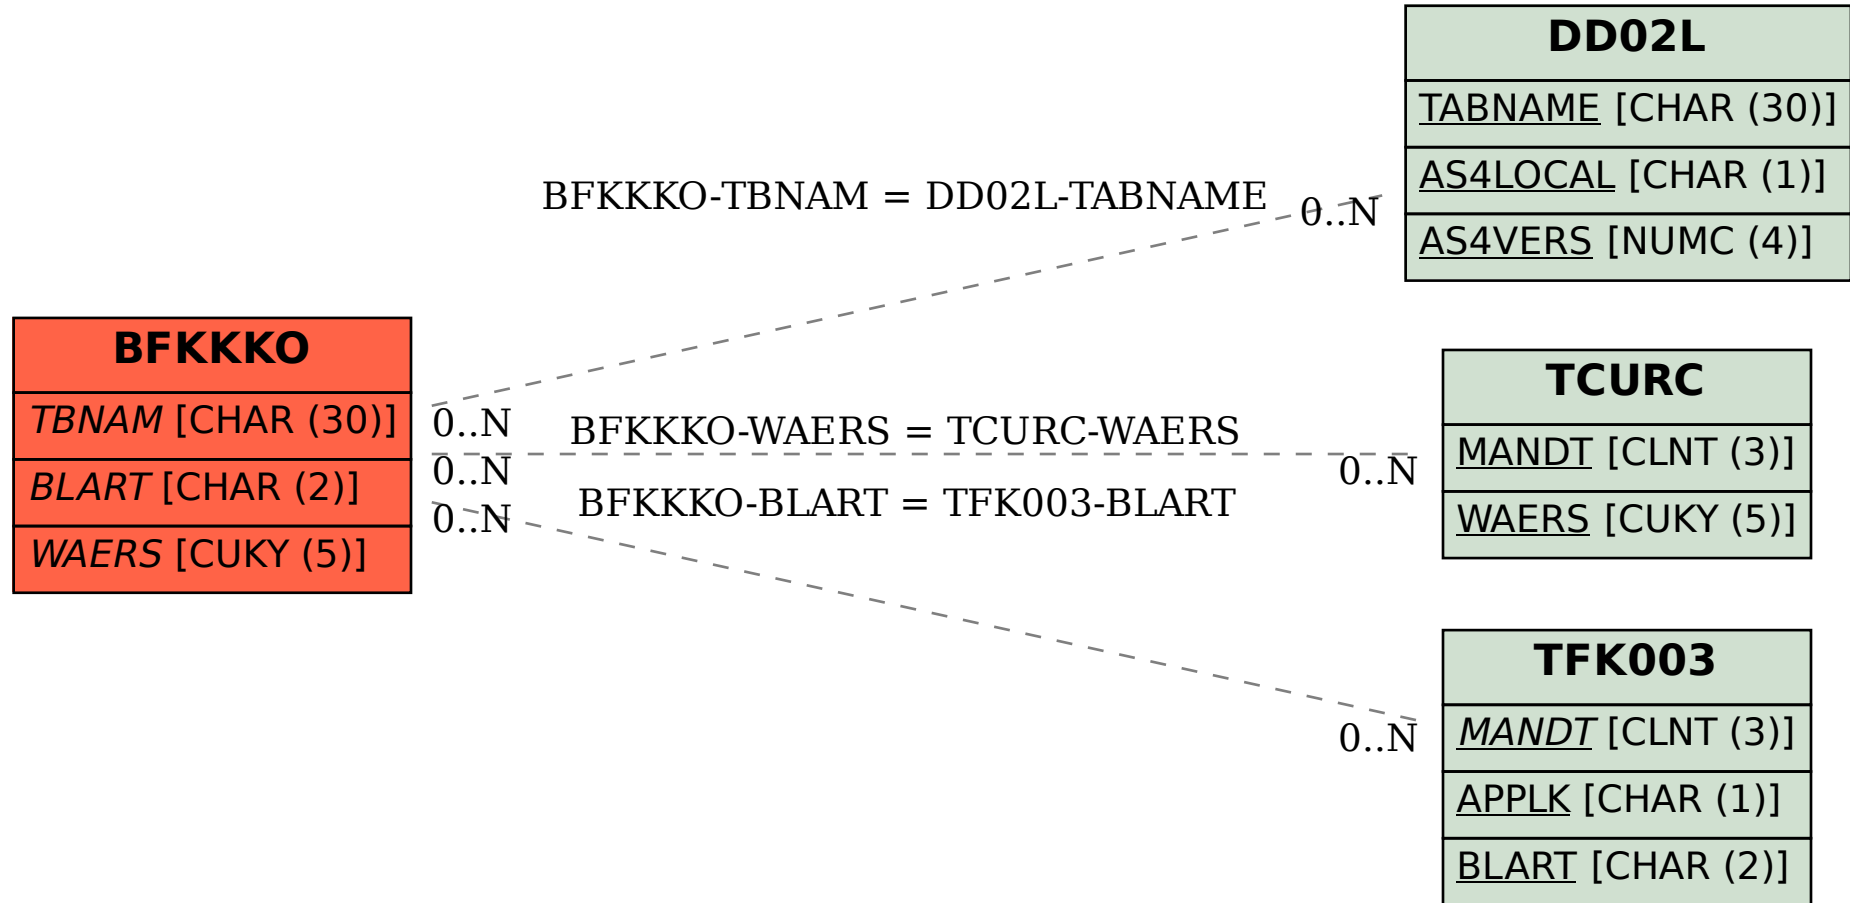 DD02L
TABNAME [CHAR (30)]
AS4LOCAL [CHAR (1)]
AS4VERS [NUMC (4)]
BFKKKO-TBNAM = DD02L-TABNAME
0..N
BFKKKO
TBNAM [CHAR (30)]
BLART [CHAR (2)]
WAERS [CUKY (5)]
0..N
0..N
0..N
BFKKKO-WAERS = TCURC-WAERS
0..N
BFKKKO-BLART = TFK003-BLART
TCURC
MANDT [CLNT (3)]
WAERS [CUKY (5)]
0..N
TFK003
MANDT [CLNT (3)]
APPLK [CHAR (1)]
BLART [CHAR (2)]